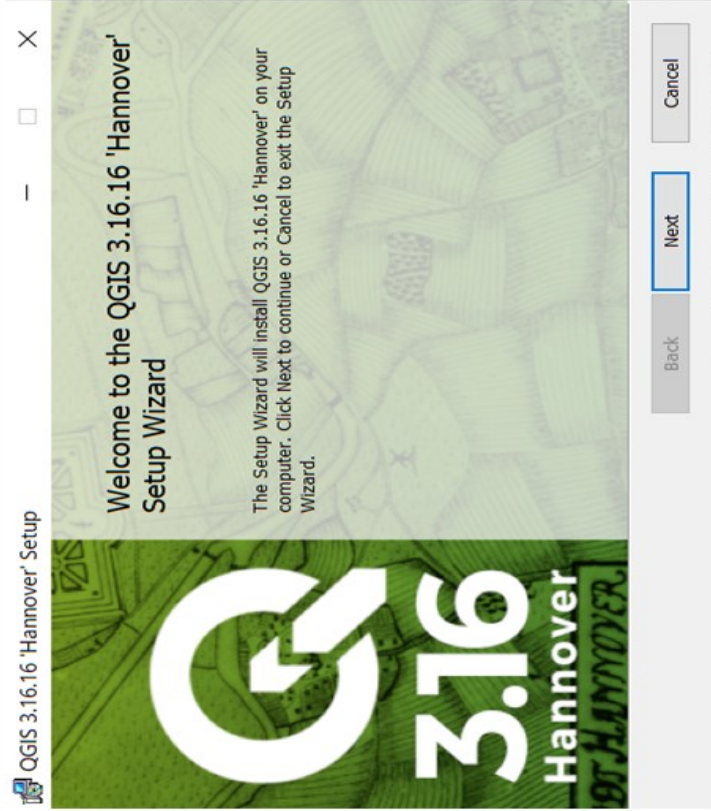 QGIS 3.16.16 'Hannover' Setup
Welcome to the QGIS 3.16.16 'Hannover'
Setup Wizard
The Setup Wizard will install QGIS 3.16.16 'Hannover' on your
computer. Click Next to continue or Cancel to exit the Setup
Wizard.
3.16
Hannover
HANNOVER
Back
Next
Cancel